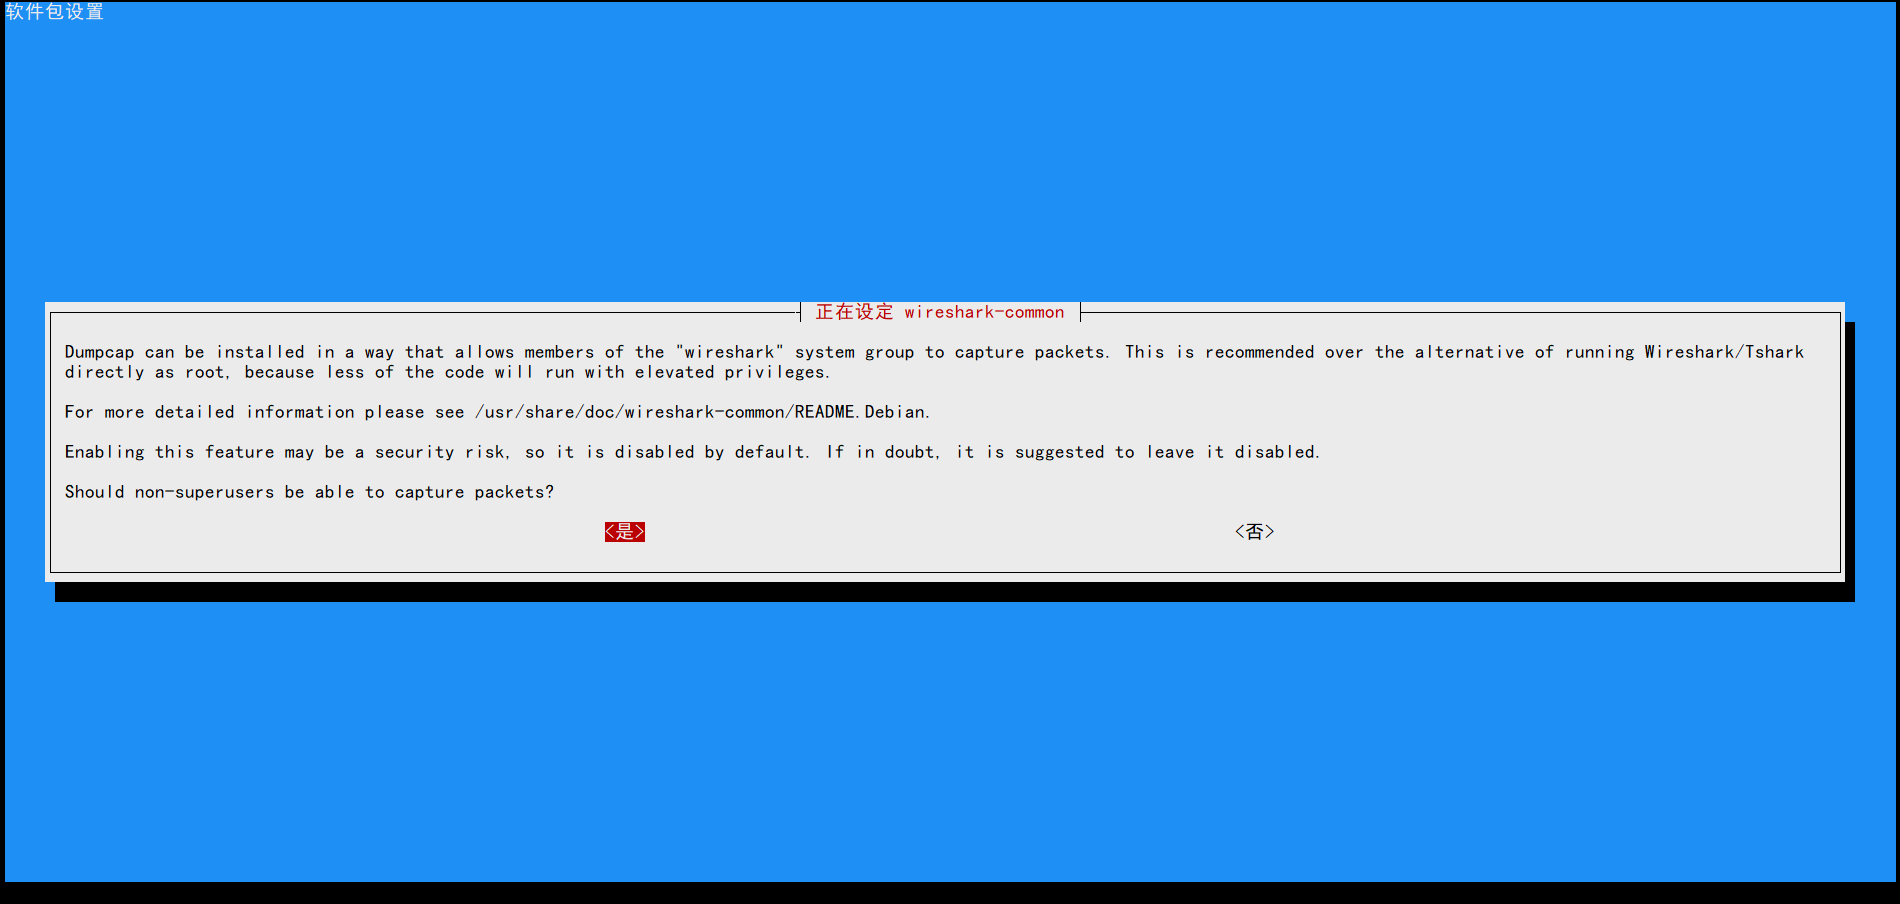 软件包设置
正在设定 wireshark-common
Dumpcap can be installed in a way that allows members of the "wireshark" system group to capture packets. This is recommended over the alternative of running Wireshark/Tshark
directly as root, because less of the code will run with elevated privileges.
For more detailed information please see /usr/share/doc/wireshark-common/README.Debian.
Enabling this feature may be a security risk, so it is disabled by default. If in doubt, it is suggested to leave it disabled.
Should non-superusers be able to capture packets?
<是> <否>